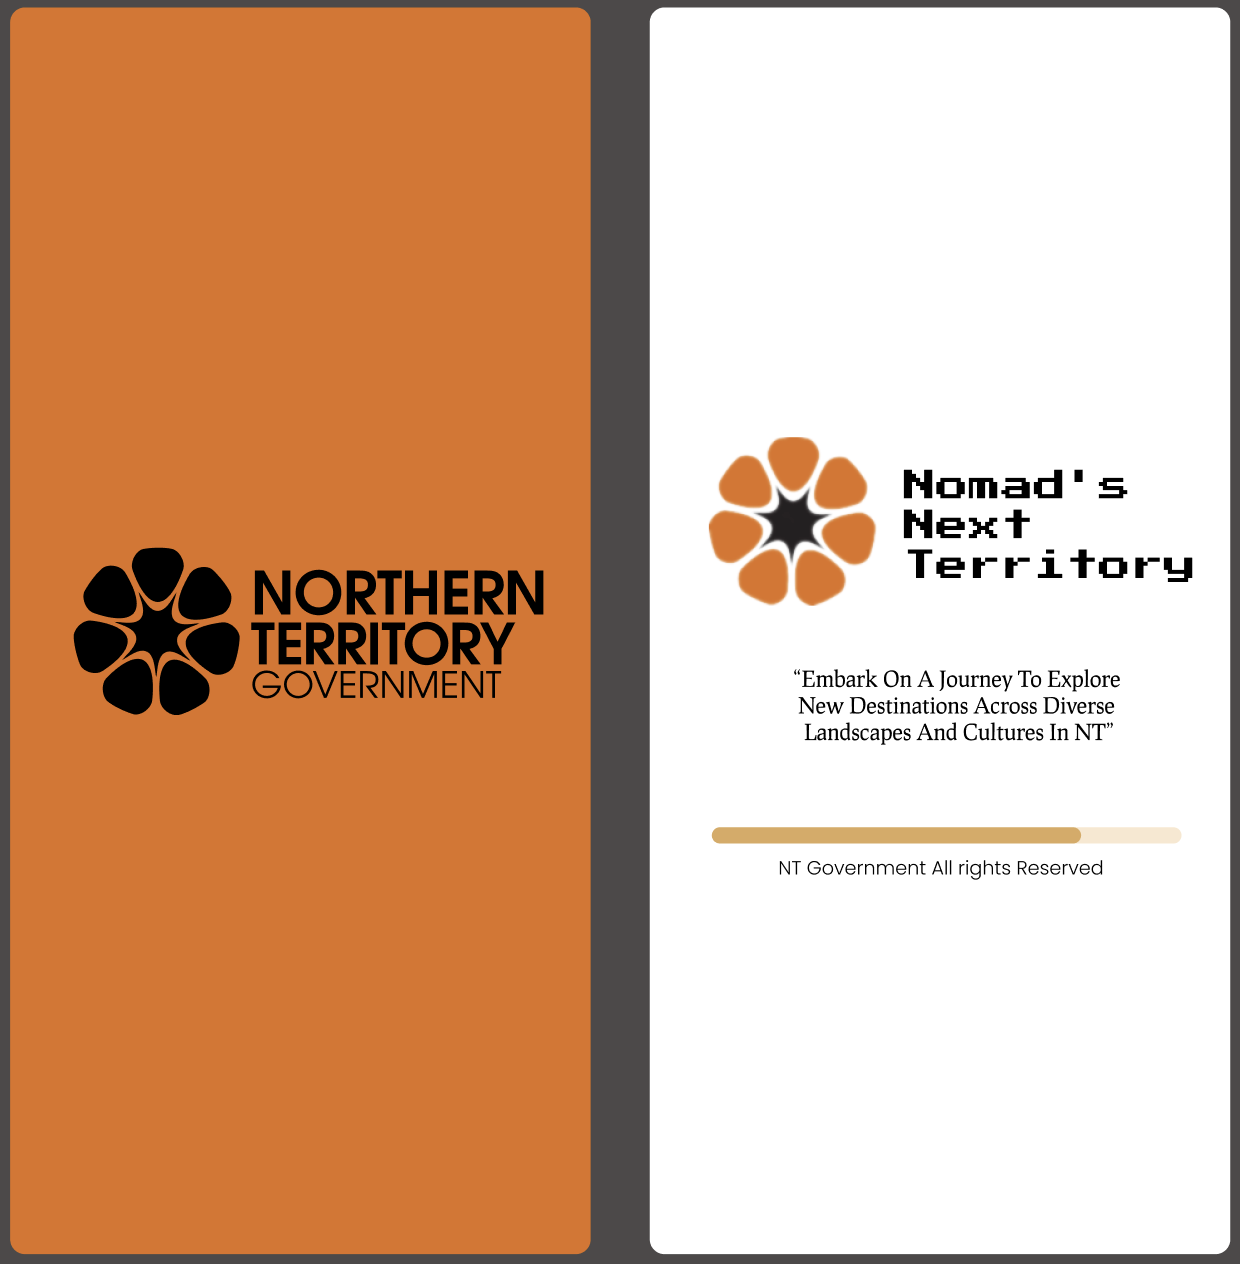 NORTHERN
TERRITORY
GOVERNMENT
Nomad's
Next
Territory
“Embark On A Journey To Explore
New Destinations Across Diverse
Landscapes And Cultures In NT”
NT Government All rights Reserved